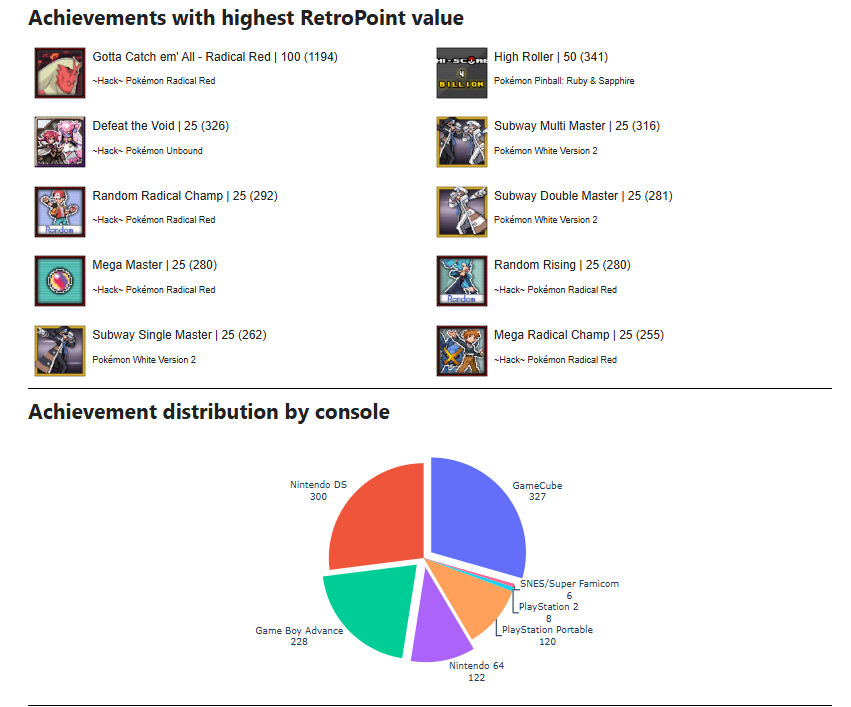 Achievements with highest RetroPoint value
Gotta Catch em' All - Radical Red | 100 (1194)
~Hack~ Pokémon Radical Red
HI-SCORE
4
BILLION
High Roller | 50 (341)
Pokémon Pinball: Ruby & Sapphire
Defeat the Void | 25 (326)
~Hack~ Pokémon Unbound
Subway Multi Master | 25 (316)
Pokémon White Version 2
Random
Random Radical Champ | 25 (292)
~Hack~ Pokémon Radical Red
Subway Double Master | 25 (281)
Pokémon White Version 2
Mega Master | 25 (280)
~Hack~ Pokémon Radical Red
Random
Random Rising | 25 (280)
~Hack~ Pokémon Radical Red
Subway Single Master | 25 (262)
Pokémon White Version 2
Mega Radical Champ | 25 (255)
~Hack~ Pokémon Radical Red
Achievement distribution by console
Nintendo DS
300
GameCube
327
SNES/Super Famicom
6
PlayStation 2
8
PlayStation Portable
120
Game Boy Advance
228
Nintendo 64
122